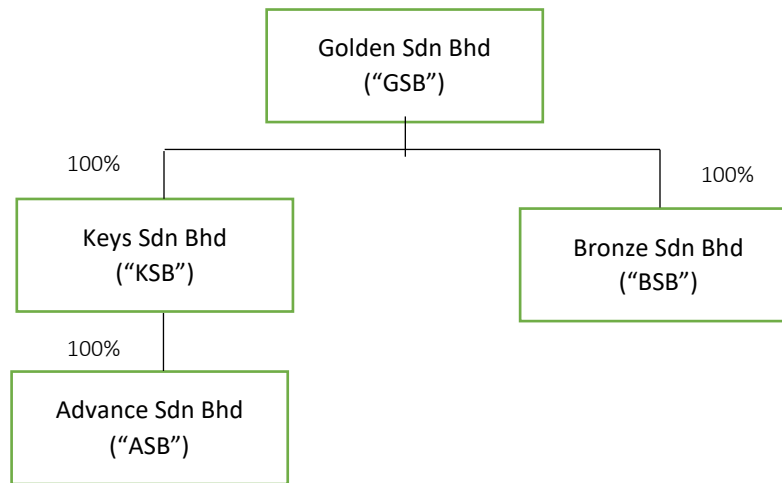 Golden Sdn Bhd
(“GSB”)
100%
100%
Keys Sdn Bhd
(“KSB”)
Bronze Sdn Bhd
(“BSB”)
100%
Advance Sdn Bhd
(“ASB”)